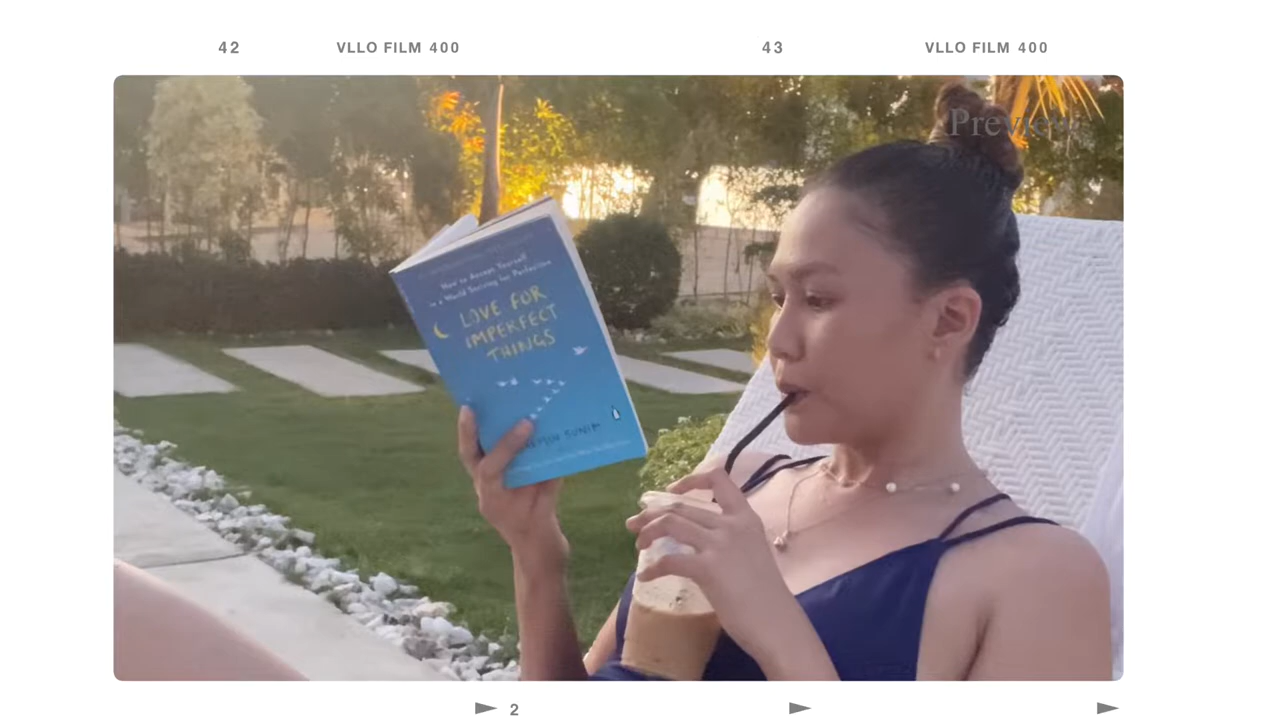 42 VLLO FILM 400 43 VLLO FILM 400
Preview
How to Accept Yourself
in a World Striving for Perfection
LOVE FOR
IMPERFECT
THINGS
SUNIM
2